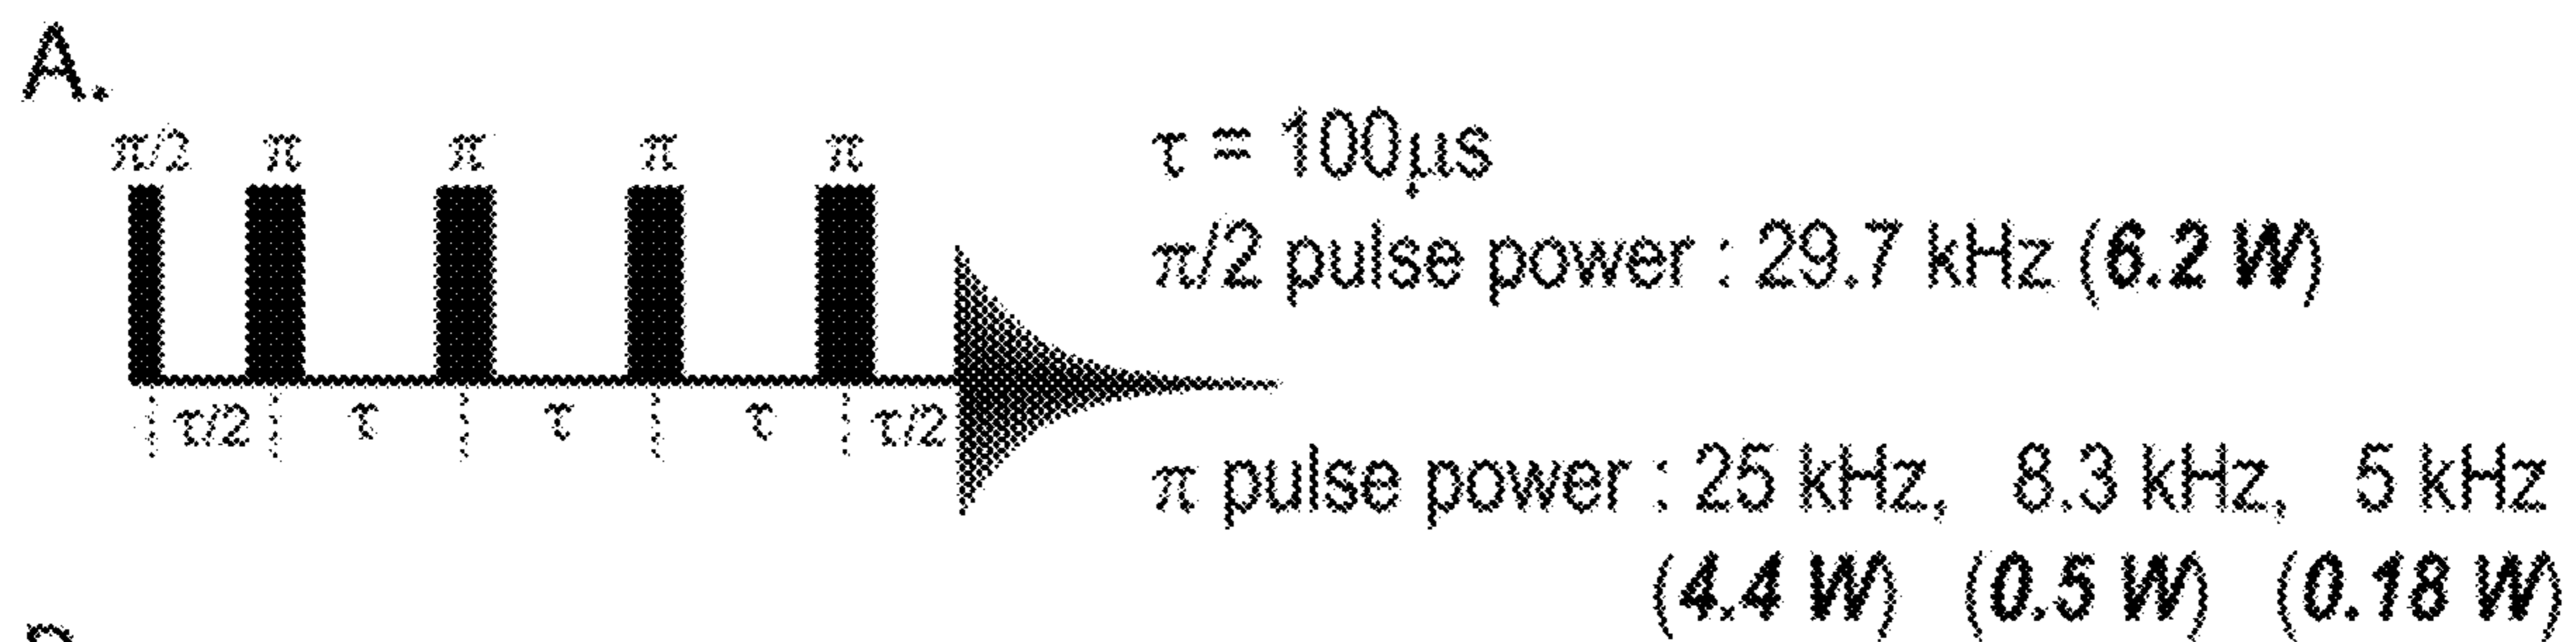 A.
π/2 π π π π
τ = 100μs
π/2 pulse power : 29.7 kHz (6.2 W)
τ/2 τ τ τ τ/2
π pulse power : 25 kHz, 8.3 kHz, 5 kHz
(4.4 W) (0.5 W) (0.18 W)